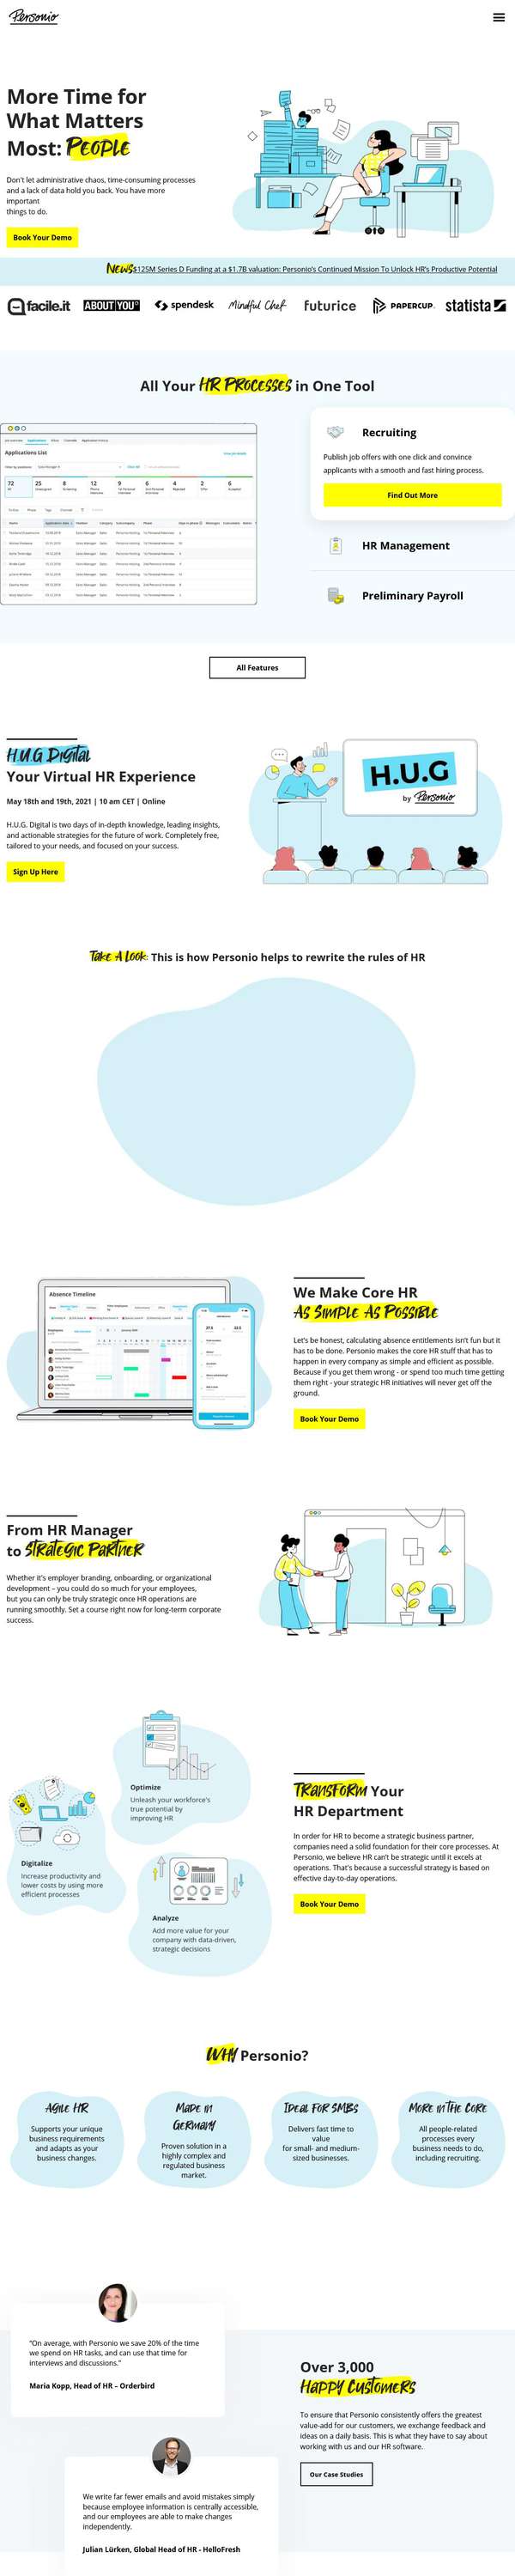 Personio
More Time for
What Matters
Most: PEOPLE
Don't let administrative chaos, time-consuming processes
and a lack of data hold you back. You have more
important
things to do.
Book Your Demo
News $125M Series D Funding at a $1.7B valuation: Personio's Continued Mission To Unlock HR's Productive Potential
facile.it ABOUT YOU° spendesk Mindful Chef futurice PAPERCUP. statista
All Your HR PROCESSES in One Tool
Applications List
72 25 8 12 9 6 4 2 6
Recruiting
Publish job offers with one click and convince
applicants with a smooth and fast hiring process.
Find Out More
HR Management
Preliminary Payroll
All Features
H.U.G Digital
Your Virtual HR Experience
May 18th and 19th, 2021 | 10 am CET | Online
H.U.G. Digital is two days of in-depth knowledge, leading insights,
and actionable strategies for the future of work. Completely free,
tailored to your needs, and focused on your success.
Sign Up Here
H.U.G
by Personio
Take A Look: This is how Personio helps to rewrite the rules of HR
Absence Timeline
We Make Core HR
AS SIMPLE AS POSSIBLE
Let's be honest, calculating absence entitlements isn't fun but it
has to be done. Personio makes the core HR stuff that has to
happen in every company as simple and efficient as possible.
Because if you get them wrong - or spend too much time getting
them right - your strategic HR initiatives will never get off the
ground.
Book Your Demo
From HR Manager
to STRATEGIC PARTNER
Whether it's employer branding, onboarding, or organizational
development – you could do so much for your employees,
but you can only be truly strategic once HR operations are
running smoothly. Set a course right now for long-term corporate
success.
Optimize
Unleash your workforce's
true potential by
improving HR
Digitalize
Increase productivity and
lower costs by using more
efficient processes
Analyze
Add more value for your
company with data-driven,
strategic decisions
TRANSFORM Your
HR Department
In order for HR to become a strategic business partner,
companies need a solid foundation for their core processes. At
Personio, we believe HR can't be strategic until it excels at
operations. That's because a successful strategy is based on
effective day-to-day operations.
Book Your Demo
WHY Personio?
AGILE HR
Supports your unique
business requirements
and adapts as your
business changes.
MADE IN
GERMANY
Proven solution in a
highly complex and
regulated business
market.
IDEAL FOR SMBS
Delivers fast time to
value
for small- and medium-
sized businesses.
MORE IN THE CORE
All people-related
processes every
business needs to do,
including recruiting.
"On average, with Personio we save 20% of the time
we spend on HR tasks, and can use that time for
interviews and discussions."
Maria Kopp, Head of HR – Orderbird
Over 3,000
HAPPY CUSTOMERS
To ensure that Personio consistently offers the greatest
value-add for our customers, we exchange feedback and
ideas on a daily basis. This is what they have to say about
working with us and our HR software.
Our Case Studies
We write far fewer emails and avoid mistakes simply
because employee information is centrally accessible,
and our employees are able to make changes
independently.
Julian Lürken, Global Head of HR - HelloFresh